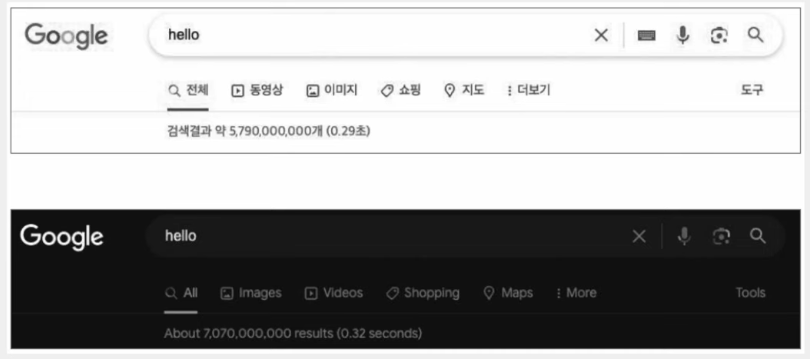 Google hello
전체 동영상 이미지 쇼핑 지도 더보기 도구
검색결과 약 5,790,000,000개 (0.29초)
Google hello
All Images Videos Shopping Maps More Tools
About 7,070,000,000 results (0.32 seconds)